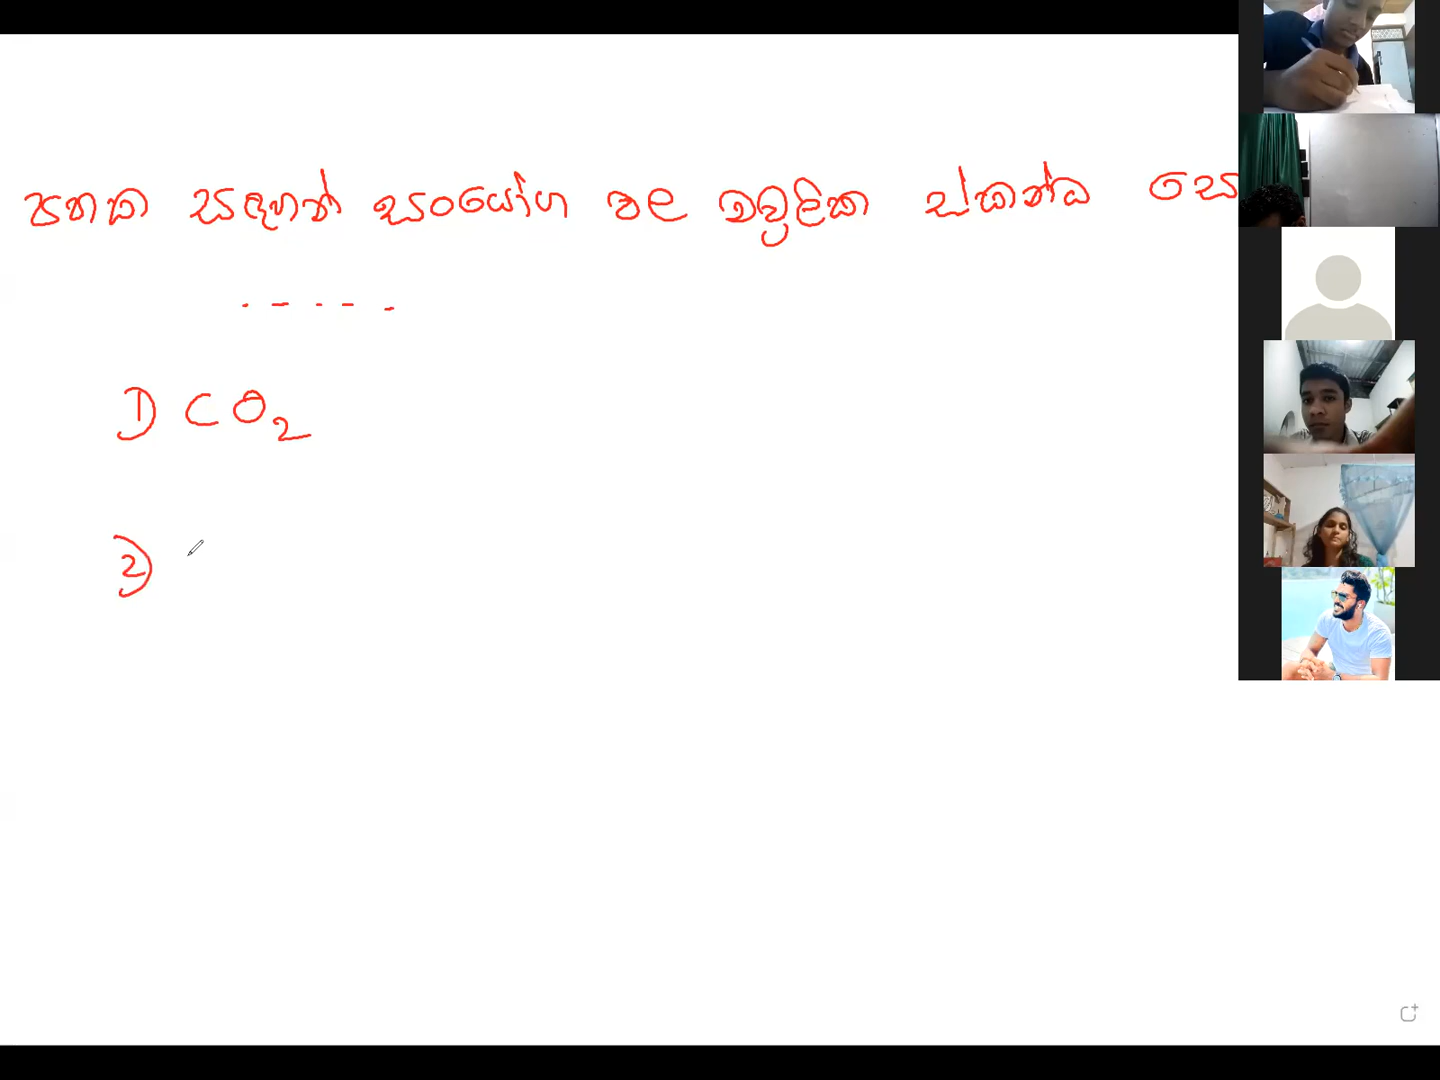 පහත සඳහන් සංයෝග වල මවුලික ස්කන්ධ සො
. - . - .
1) CO₂
2)